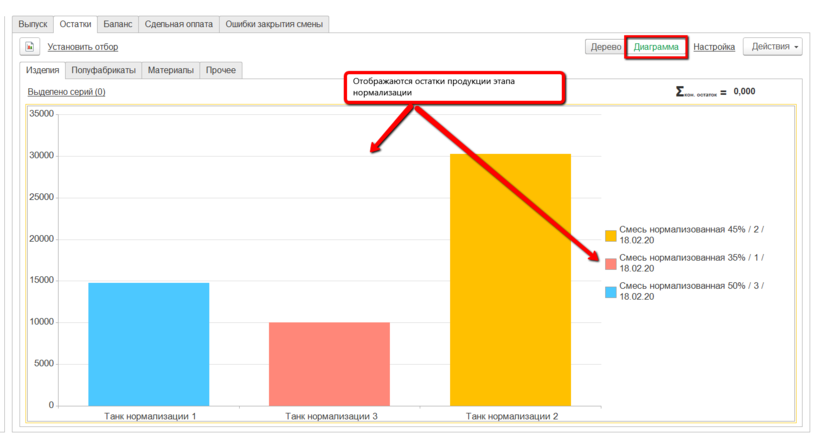 Выпуск Остатки Баланс Сдельная оплата Ошибки закрытия смены
Установить отбор Дерево Диаграмма Настройка Действия
Изделия Полуфабрикаты Материалы Прочее
Отображаются остатки продукции этапа
нормализации
Выделено серий (0) Σкон. остаток = 0,000
35000
30000
25000
20000
15000
10000
5000
0
Смесь нормализованная 45% / 2 /
18.02.20
Смесь нормализованная 35% / 1 /
18.02.20
Смесь нормализованная 50% / 3 /
18.02.20
Танк нормализации 1 Танк нормализации 3 Танк нормализации 2